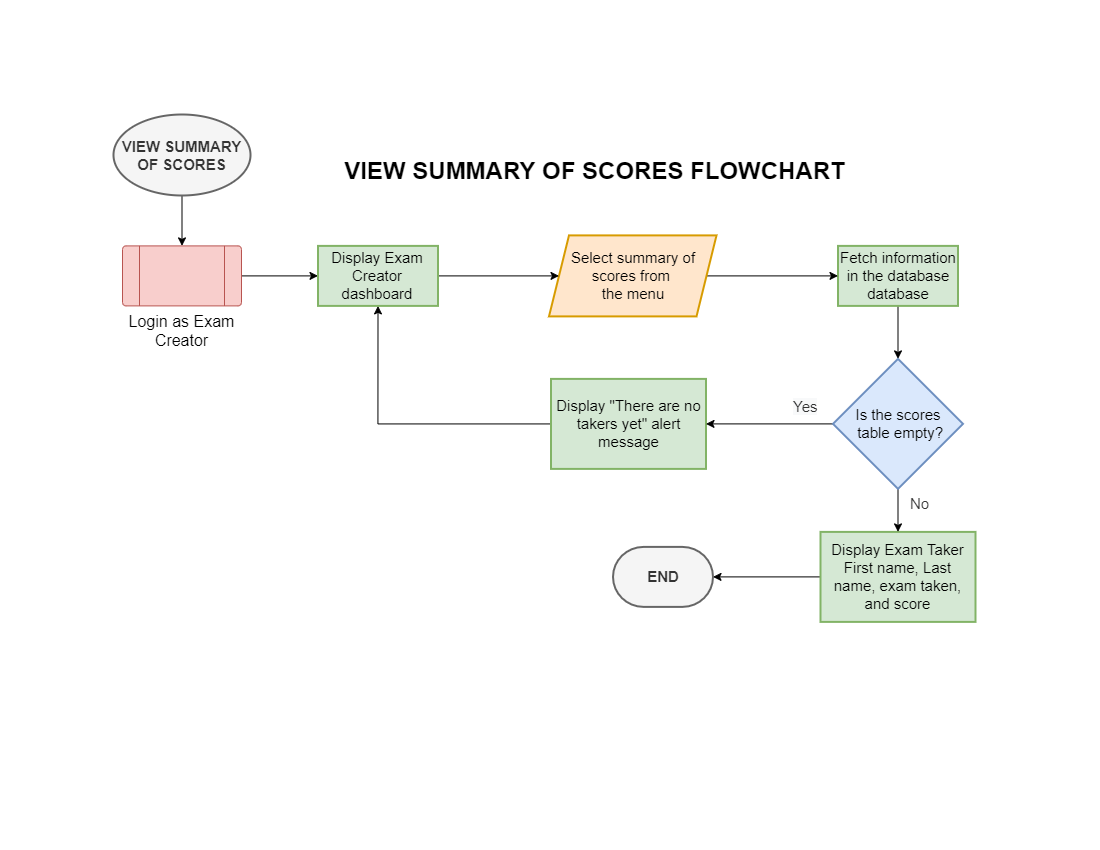 VIEW SUMMARY
OF SCORES
VIEW SUMMARY OF SCORES FLOWCHART
Login as Exam
Creator
Display Exam
Creator
dashboard
Select summary of
scores from
the menu
Fetch information
in the database
database
Is the scores
table empty?
Yes
Display "There are no
takers yet" alert
message
No
Display Exam Taker
First name, Last
name, exam taken,
and score
END